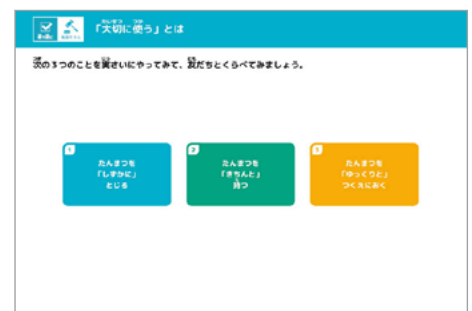 「大切に使う」とは
次の3つのことを実さいにやってみて、友だちとくらべてみましょう。
1
たんまつを
「しずかに」
とじる
2
たんまつを
「きちんと」
持つ
3
たんまつを
「ゆっくりと」
つくえにおく